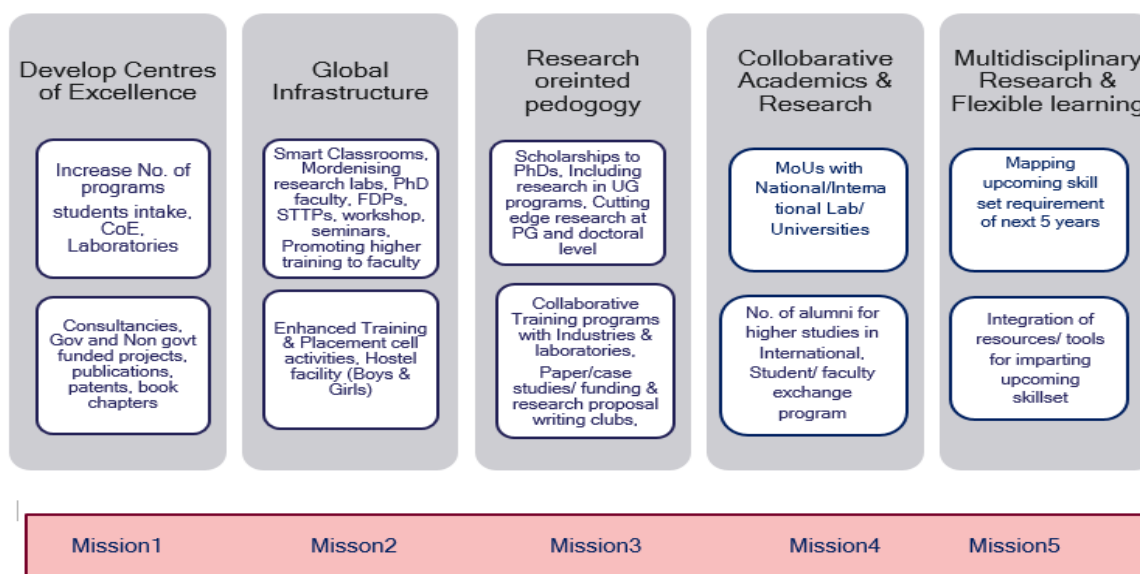 Develop Centres
of Excellence
Increase No. of
programs
students intake,
CoE,
Laboratories
Consultancies,
Gov and Non govt
funded projects,
publications,
patents, book
chapters
Global
Infrastructure
Smart Classrooms,
Mordenising
research labs, PhD
faculty, FDPs,
STTPs, workshop,
seminars,
Promoting higher
training to faculty
Enhanced Training
& Placement cell
activities, Hostel
facility (Boys &
Girls)
Research
oreinted
pedogogy
Scholarships to
PhDs, Including
research in UG
programs, Cutting
edge research at
PG and doctoral
level
Collaborative
Training programs
with Industries &
laboratories,
Paper/case
studies/ funding &
research proposal
writing clubs,
Collobarative
Academics &
Research
MoUs with
National/Interna
tional Lab/
Universities
No. of alumni for
higher studies in
International,
Student/ faculty
exchange
program
Multidisciplinary
Research &
Flexible learning
Mapping
upcoming skill
set requirement
of next 5 years
Integration of
resources/ tools
for imparting
upcoming
skillset
Mission1
Misson2
Mission3
Mission4
Mission5